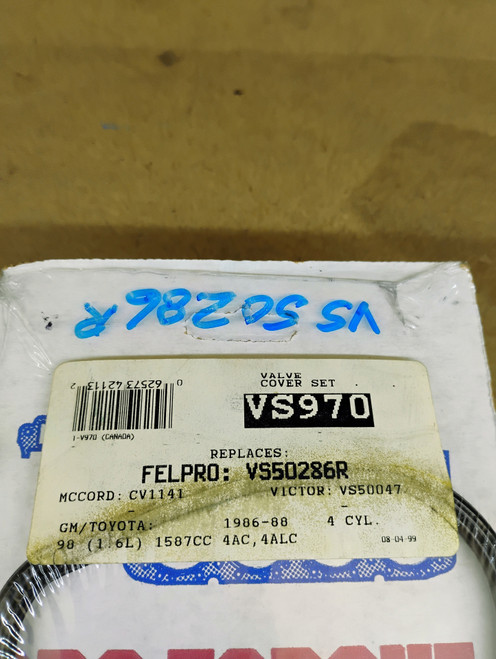 VS 50286R
VALVE
COVER SET
VS970
0 62573 42113 2
1-V970 (CANADA)
REPLACES:
FELPRO: VS50286R
MCCORD: CV1141 VICTOR: VS50047
- -
GM/TOYOTA: 1986-88 4 CYL.
98 (1.6L) 1587CC 4AC,4ALC
08-04-99